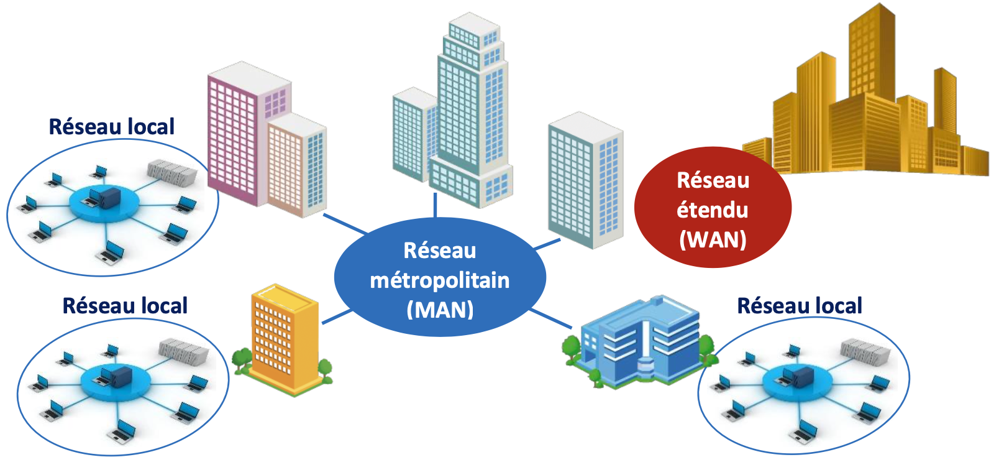 Réseau local
Réseau
étendu
(WAN)
Réseau
métropolitain
(MAN)
Réseau local
Réseau local